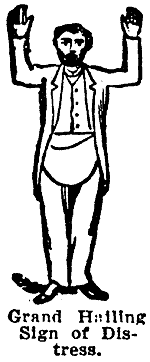 Grand Hailing
Sign of Dis-
tress.